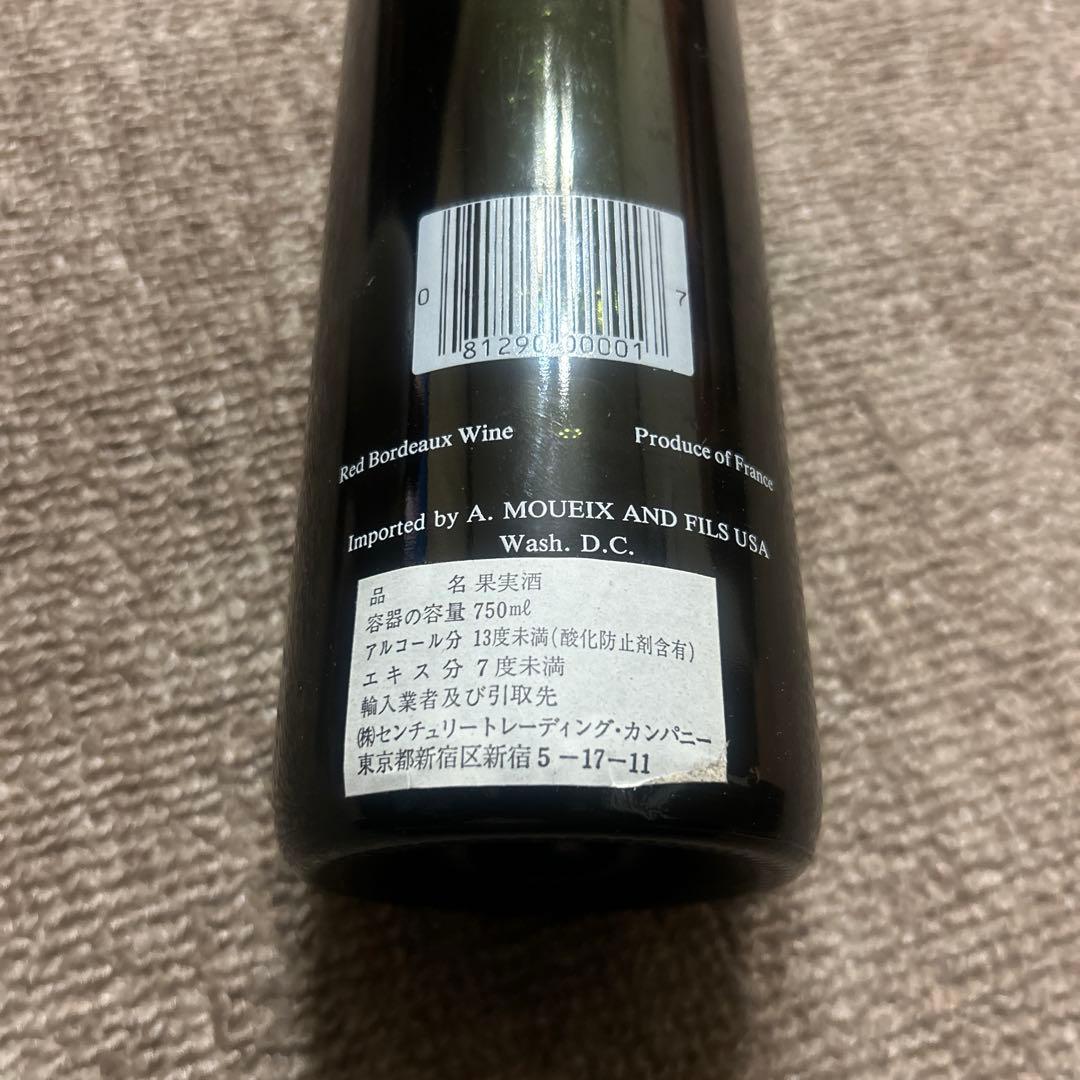 0 81290 00001 7
Red Bordeaux Wine Produce of France
Imported by A. MOUEIX AND FILS USA
Wash. D.C.
品 名 果実酒
容器の容量 750mℓ
アルコール分 13度未満(酸化防止剤含有)
エキス分 7度未満
輸入業者及び引取先
㈱センチュリートレーディング・カンパニー
東京都新宿区新宿5-17-11